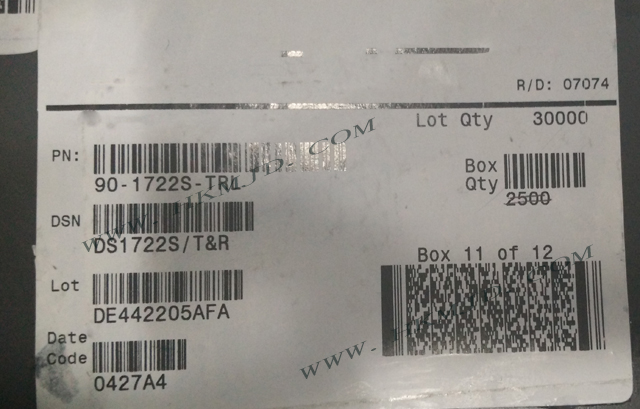 R/D: 07074
Lot Qty 30000
PN:
90-1722S-TRL
Box
Qty
2500
DSN
DS1722S/T&R
Box 11 of 12
Lot
DE442205AFA
Date
Code
0427A4